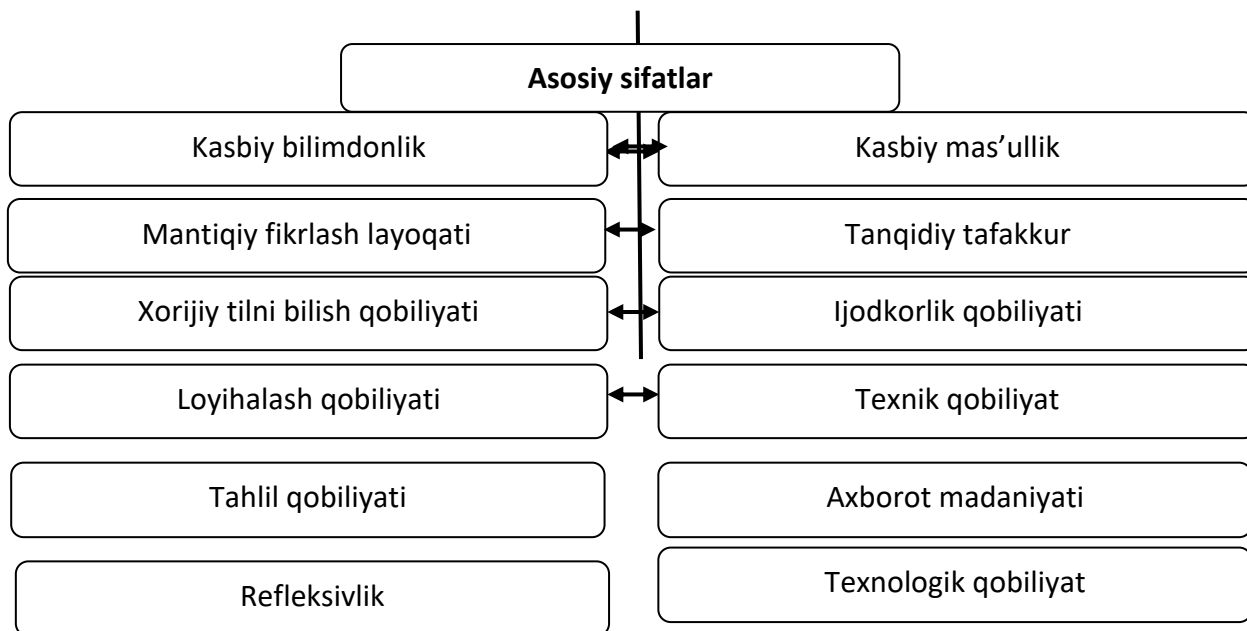 Asosiy sifatlar
Kasbiy bilimdonlik
Kasbiy mas’ullik
Mantiqiy fikrlash layoqati
Tanqidiy tafakkur
Xorijiy tilni bilish qobiliyati
Ijodkorlik qobiliyati
Loyihalash qobiliyati
Texnik qobiliyat
Tahlil qobiliyati
Axborot madaniyati
Refleksivlik
Texnologik qobiliyat